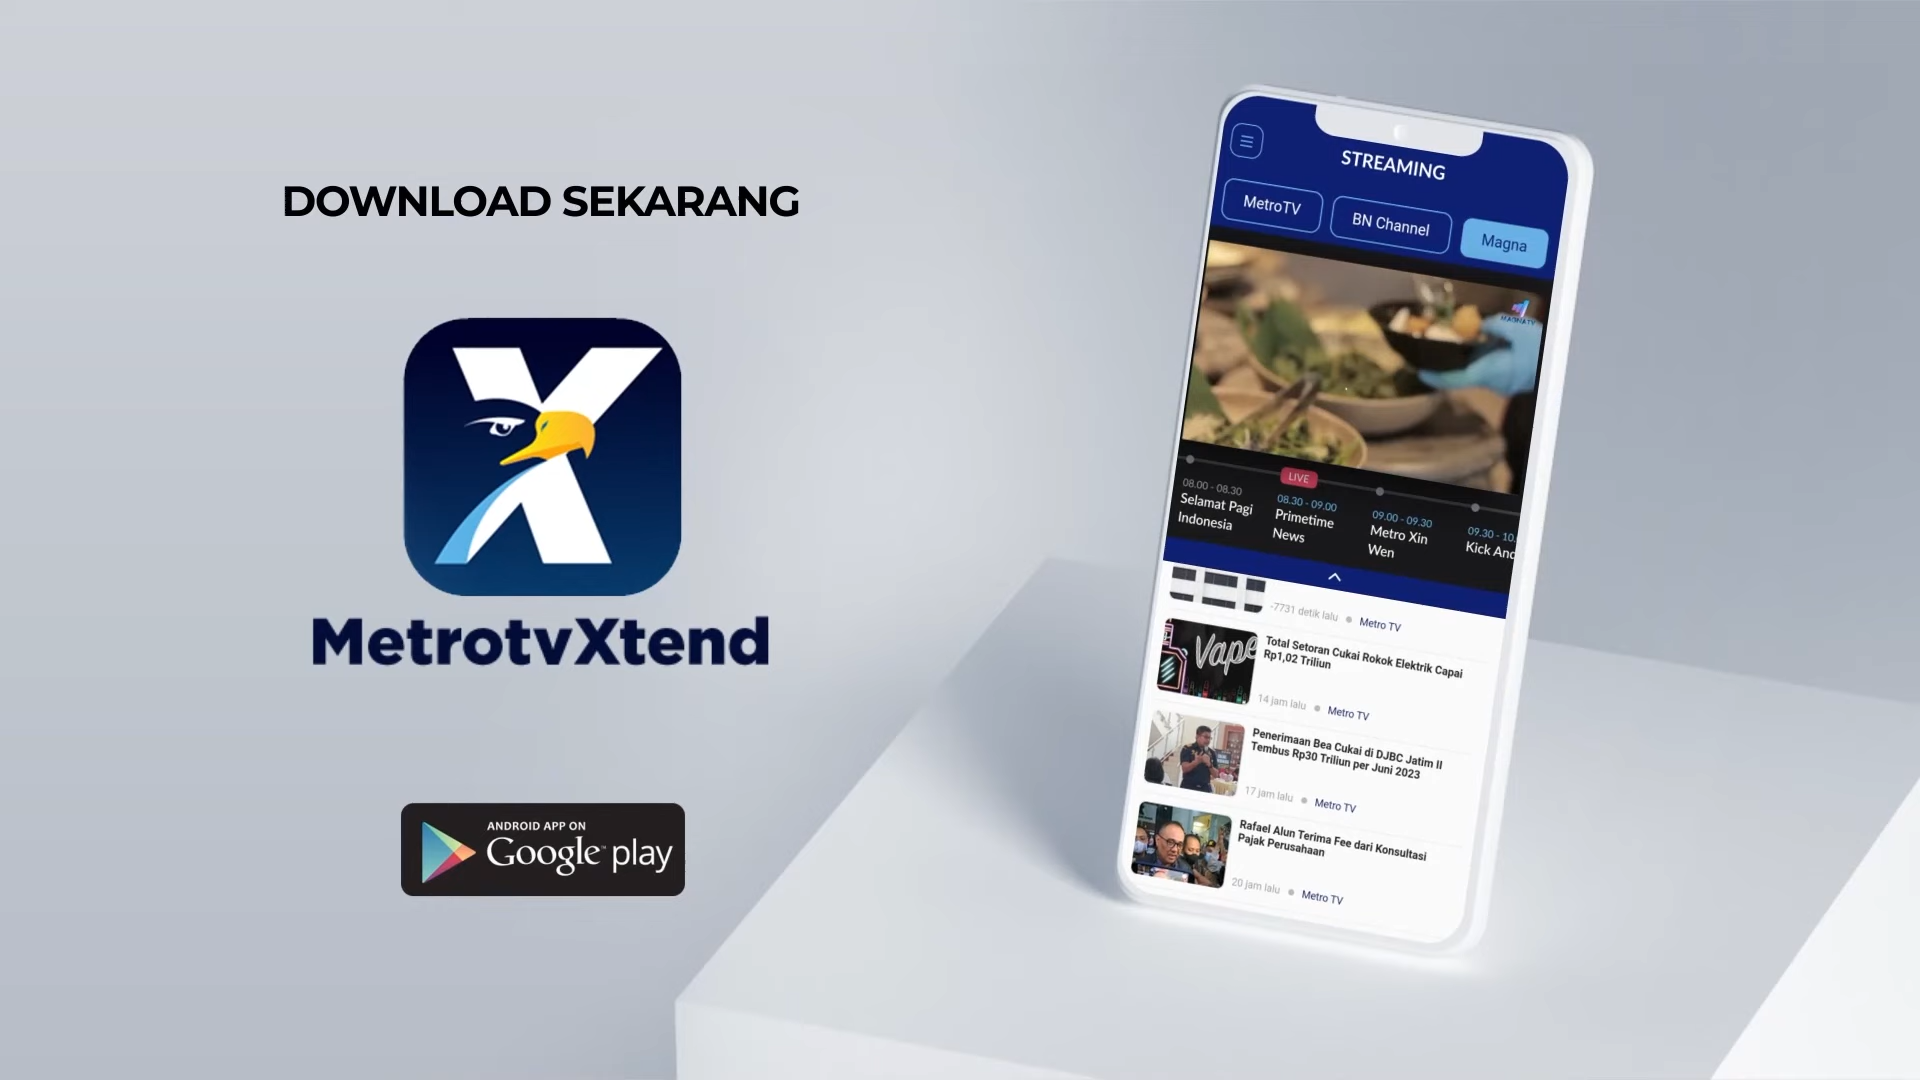 DOWNLOAD SEKARANG
X
MetrotvXtend
ANDROID APP ON
Google play
STREAMING
MetroTV
BN Channel
Magna
MAGNATV
LIVE
08.00 - 08.30
Selamat Pagi
Indonesia
08.30 - 09.00
Primetime
News
09.00 - 09.30
Metro Xin
Wen
09.30 - 10.
Kick And
-7731 detik lalu • Metro TV
Vape
Total Setoran Cukai Rokok Elektrik Capai
Rp1,02 Triliun
14 jam lalu • Metro TV
Penerimaan Bea Cukai di DJBC Jatim II
Tembus Rp30 Triliun per Juni 2023
17 jam lalu • Metro TV
Rafael Alun Terima Fee dari Konsultasi
Pajak Perusahaan
20 jam lalu • Metro TV